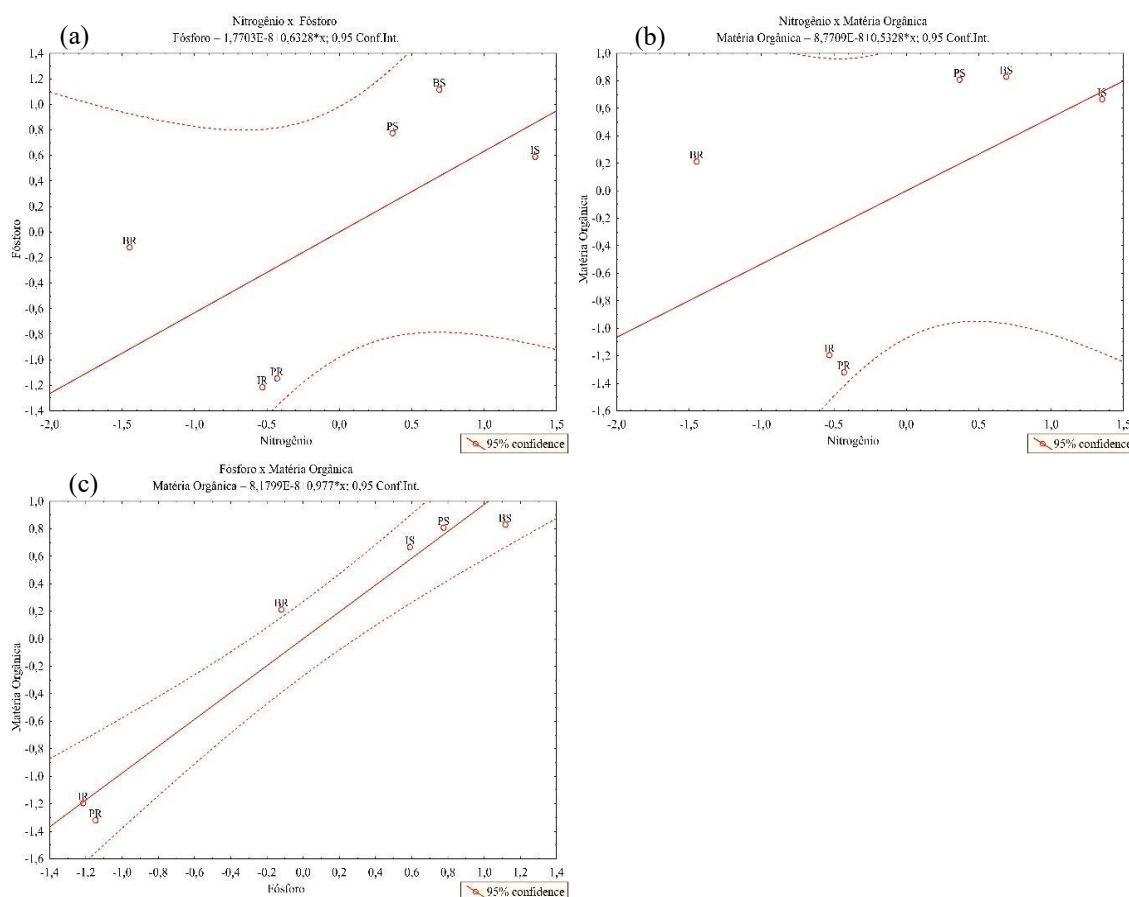 (a)
Nitrogênio x Fósforo
Fósforo = 1,7703E-8+0,6328*x; 0,95 Conf.Int.
1,4
1,2
1,0
0,8
0,6
0,4
0,2
0,0
-0,2
-0,4
-0,6
-0,8
-1,0
-1,2
-1,4
Fósforo
BS
PS
IS
BR
IR
PR
-2,0 -1,5 -1,0 -0,5 0,0 0,5 1,0 1,5
Nitrogênio
95% confidence
(b)
Nitrogênio x Matéria Orgânica
Matéria Orgânica = 8,7709E-8+0,5328*x; 0,95 Conf.Int.
1,0
0,8
0,6
0,4
0,2
0,0
-0,2
-0,4
-0,6
-0,8
-1,0
-1,2
-1,4
-1,6
Matéria Orgânica
PS
BS
IS
BR
IR
PR
-2,0 -1,5 -1,0 -0,5 0,0 0,5 1,0 1,5
Nitrogênio
95% confidence
(c)
Fósforo x Matéria Orgânica
Matéria Orgânica = 8,1799E-8+0,977*x; 0,95 Conf.Int.
1,0
0,8
0,6
0,4
0,2
0,0
-0,2
-0,4
-0,6
-0,8
-1,0
-1,2
-1,4
-1,6
Matéria Orgânica
PS
BS
IS
BR
IR
PR
-1,4 -1,2 -1,0 -0,8 -0,6 -0,4 -0,2 0,0 0,2 0,4 0,6 0,8 1,0 1,2 1,4
Fósforo
95% confidence